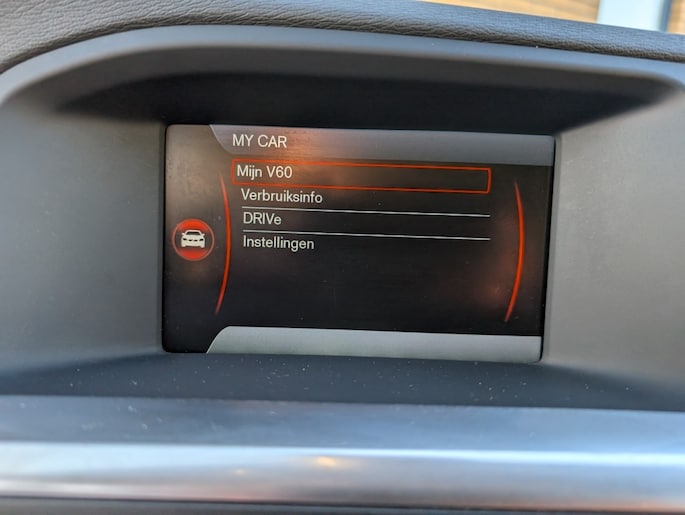 MY CAR
Mijn V60
Verbruiksinfo
DRIVe
Instellingen